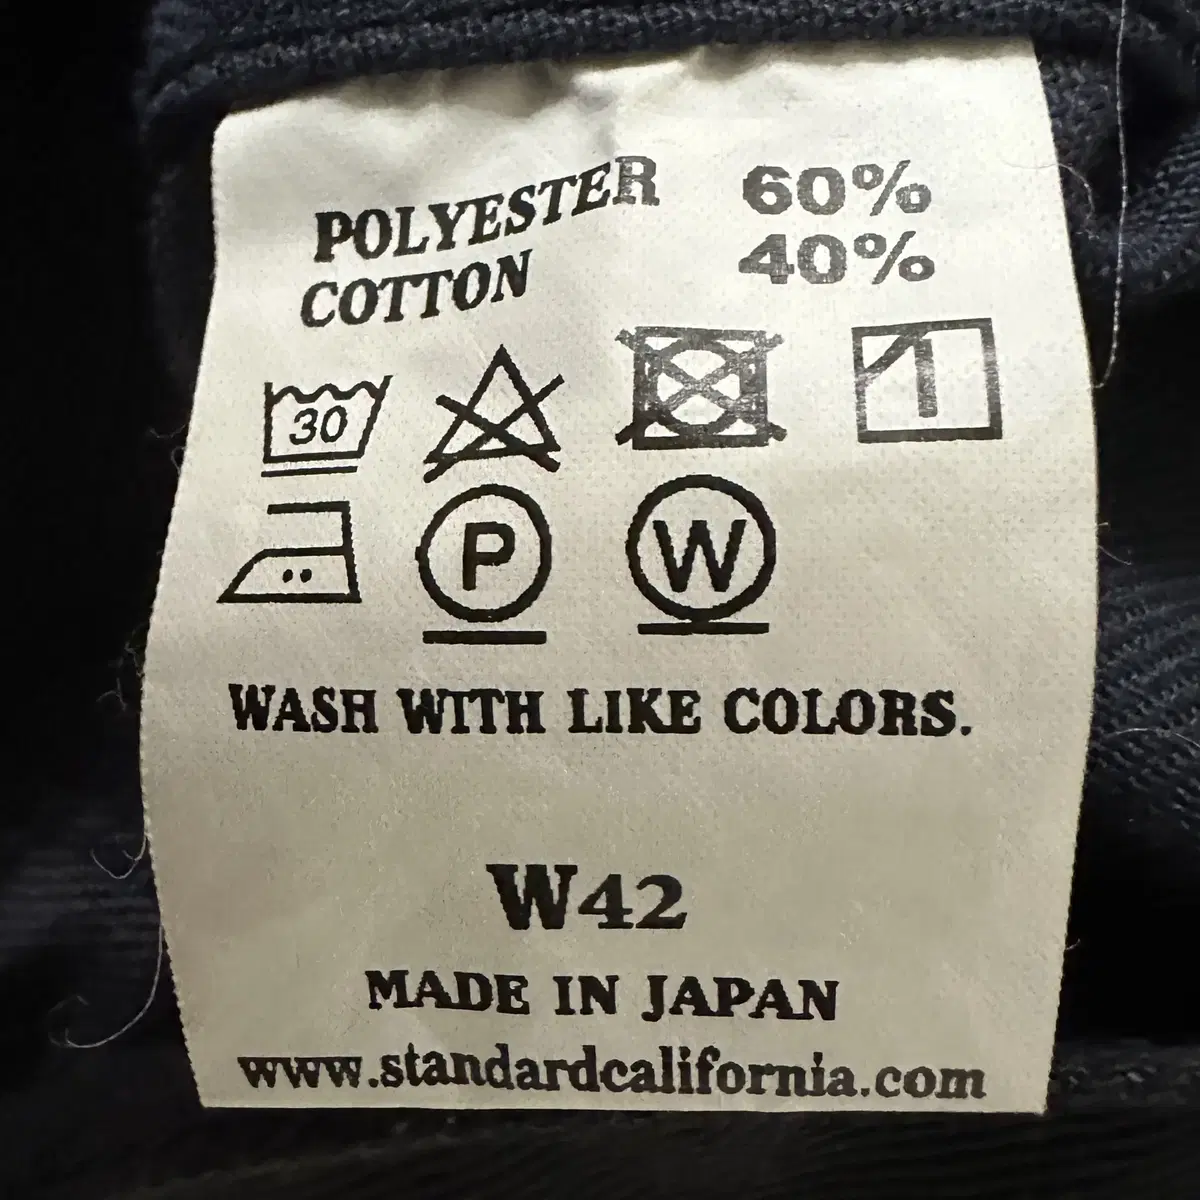 POLYESTER 60%
COTTON 40%
30
P W
WASH WITH LIKE COLORS.
W42
MADE IN JAPAN
www.standardcalifornia.com